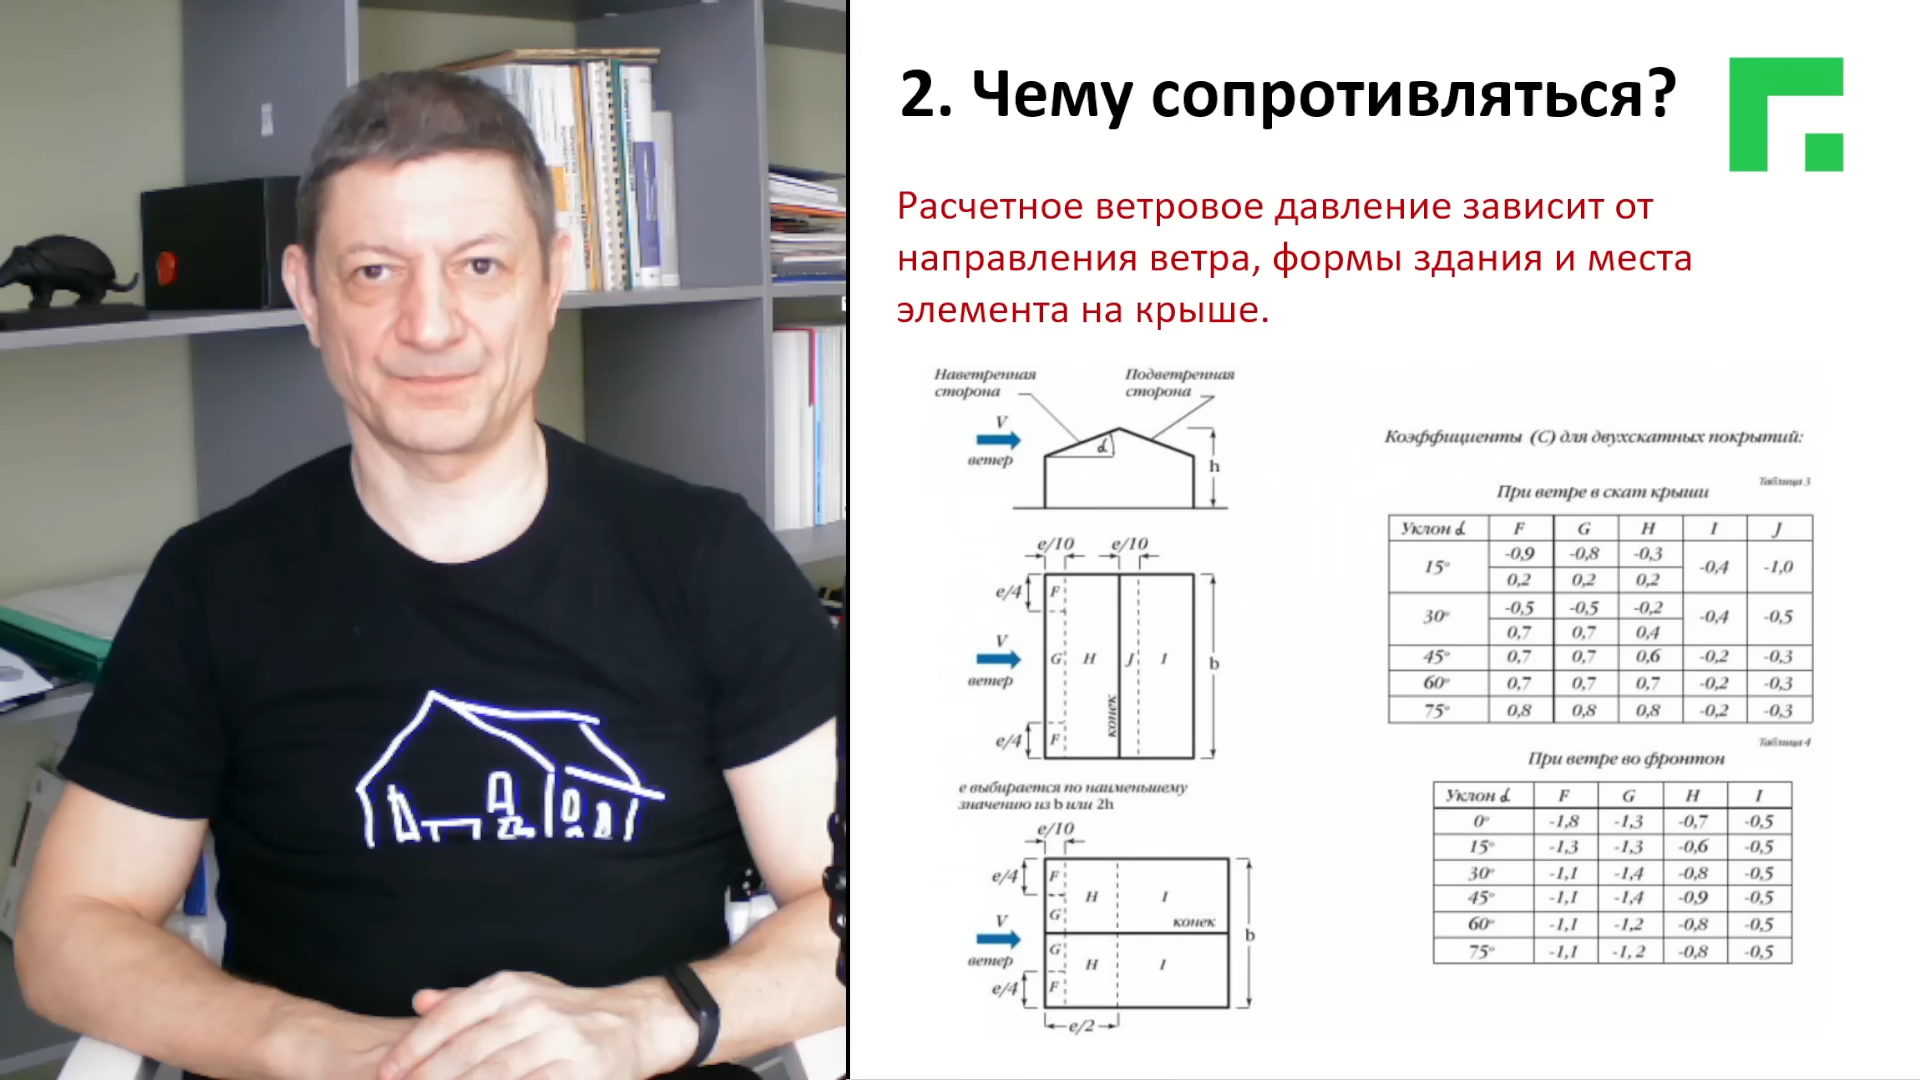 2. Чему сопротивляться?
Расчетное ветровое давление зависит от
направления ветра, формы здания и места
элемента на крыше.
Наветренная
сторона
Подветренная
сторона
V
ветер
α
h
e/10
e/10
e/4
F
V
ветер
G
H
J
I
b
конек
e/4
F
e выбирается по наименьшему
значению из b или 2h
e/10
e/4
F
H
I
G
конек
V
ветер
b
G
H
I
e/4
F
e/2
Коэффициенты (C) для двухскатных покрытий:
Таблица 3
При ветре в скат крыши
Уклон α F G H I J
15° -0,9 -0,8 -0,3 -0,4 -1,0
0,2 0,2 0,2
30° -0,5 -0,5 -0,2 -0,4 -0,5
0,7 0,7 0,4
45° 0,7 0,7 0,6 -0,2 -0,3
60° 0,7 0,7 0,7 -0,2 -0,3
75° 0,8 0,8 0,8 -0,2 -0,3
Таблица 4
При ветре во фронтон
Уклон α F G H I
0° -1,8 -1,3 -0,7 -0,5
15° -1,3 -1,3 -0,6 -0,5
30° -1,1 -1,4 -0,8 -0,5
45° -1,1 -1,4 -0,9 -0,5
60° -1,1 -1,2 -0,8 -0,5
75° -1,1 -1, 2 -0,8 -0,5